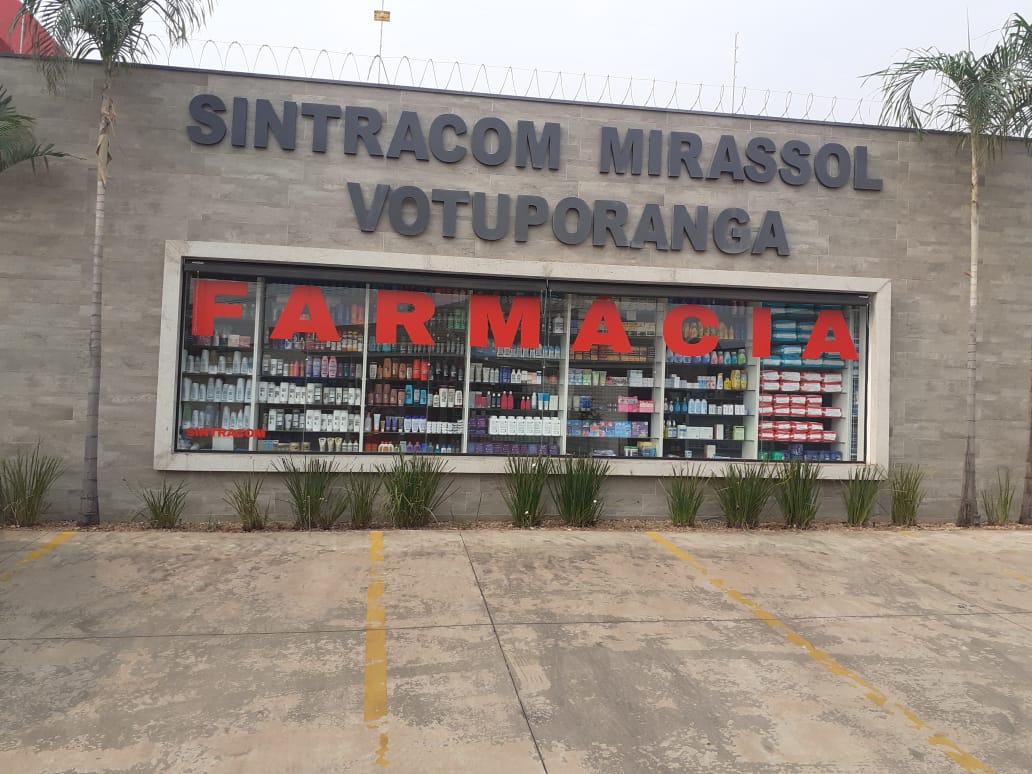 SINTRACOM MIRASSOL
VOTUPORANGA
FARMACIA
SINTRACOM